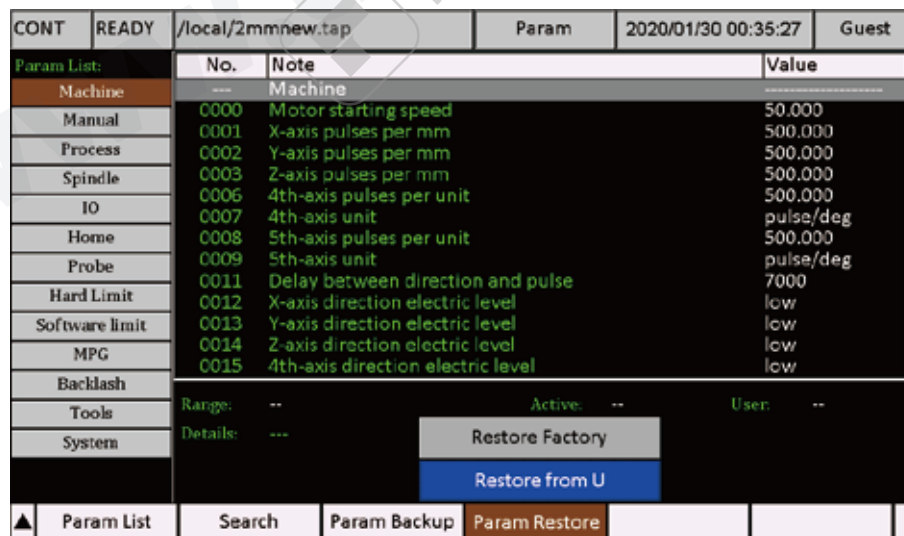 CONT READY /local/2mmnew.tap Param 2020/01/30 00:35:27 Guest
Param List: No. Note Value
Machine --- Machine --------------------
Manual 0000 Motor starting speed 50.000
0001 X-axis pulses per mm 500.000
Process 0002 Y-axis pulses per mm 500.000
Spindle 0003 Z-axis pulses per mm 500.000
0006 4th-axis pulses per unit 500.000
IO 0007 4th-axis unit pulse/deg
Home 0008 5th-axis pulses per unit 500.000
0009 5th-axis unit pulse/deg
Probe 0011 Delay between direction and pulse 7000
Hard Limit 0012 X-axis direction electric level low
Software limit 0013 Y-axis direction electric level low
MPG 0014 Z-axis direction electric level low
0015 4th-axis direction electric level low
Backlash
Tools Range: -- Active: -- User: --
System Details: --- Restore Factory
Restore from U
▲ Param List Search Param Backup Param Restore